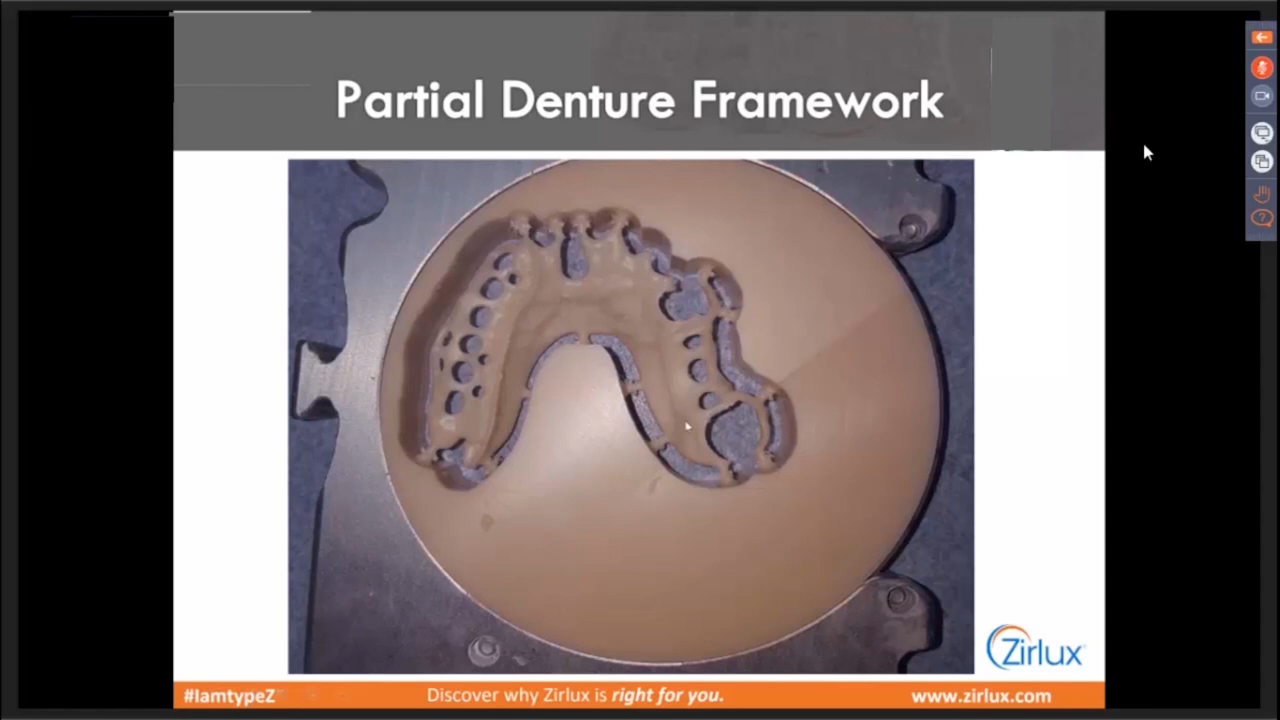 Partial Denture Framework
Zirlux
#IamtypeZ
Discover why Zirlux is right for you.
www.zirlux.com